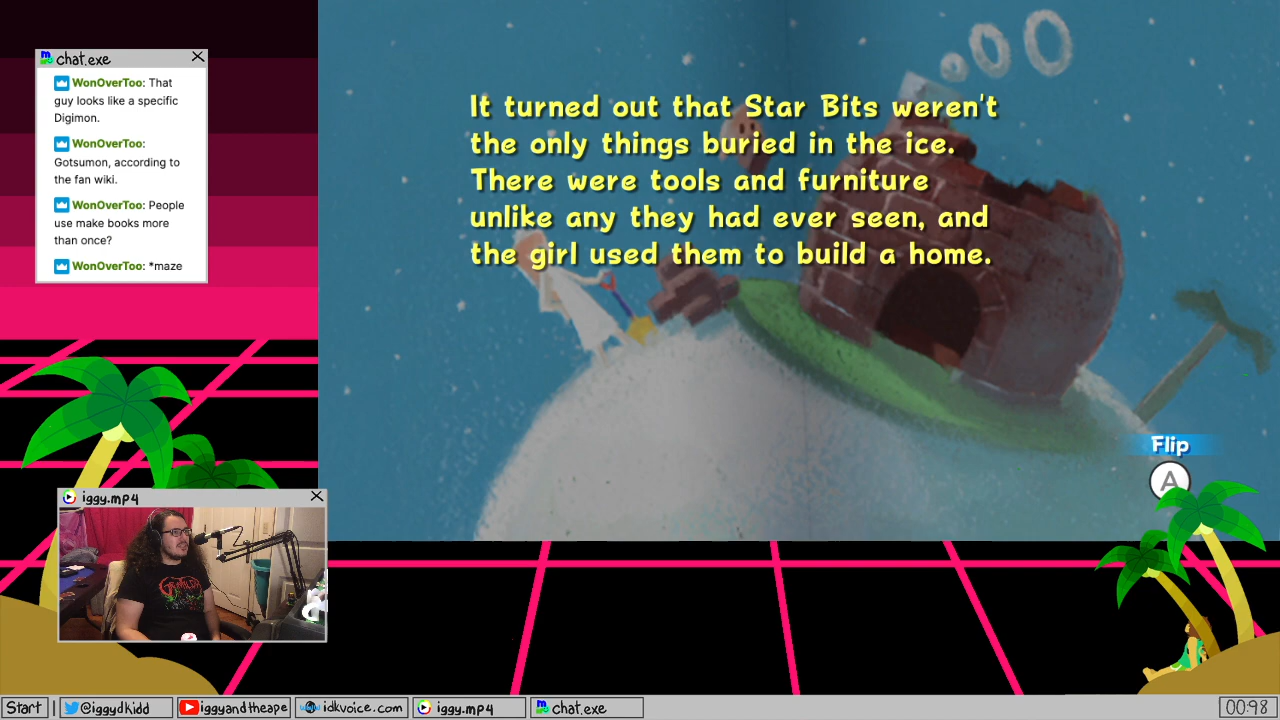 chat.exe
WonOverToo: That
guy looks like a specific
Digimon.
WonOverToo:
Gotsumon, according to
the fan wiki.
WonOverToo: People
use make books more
than once?
WonOverToo: *maze
It turned out that Star Bits weren't
the only things buried in the ice.
There were tools and furniture
unlike any they had ever seen, and
the girl used them to build a home.
Flip
A
iggy.mp4
Start
@iggydkidd
iggyandtheape
www idkvoice.com
iggy.mp4
chat.exe
00:98